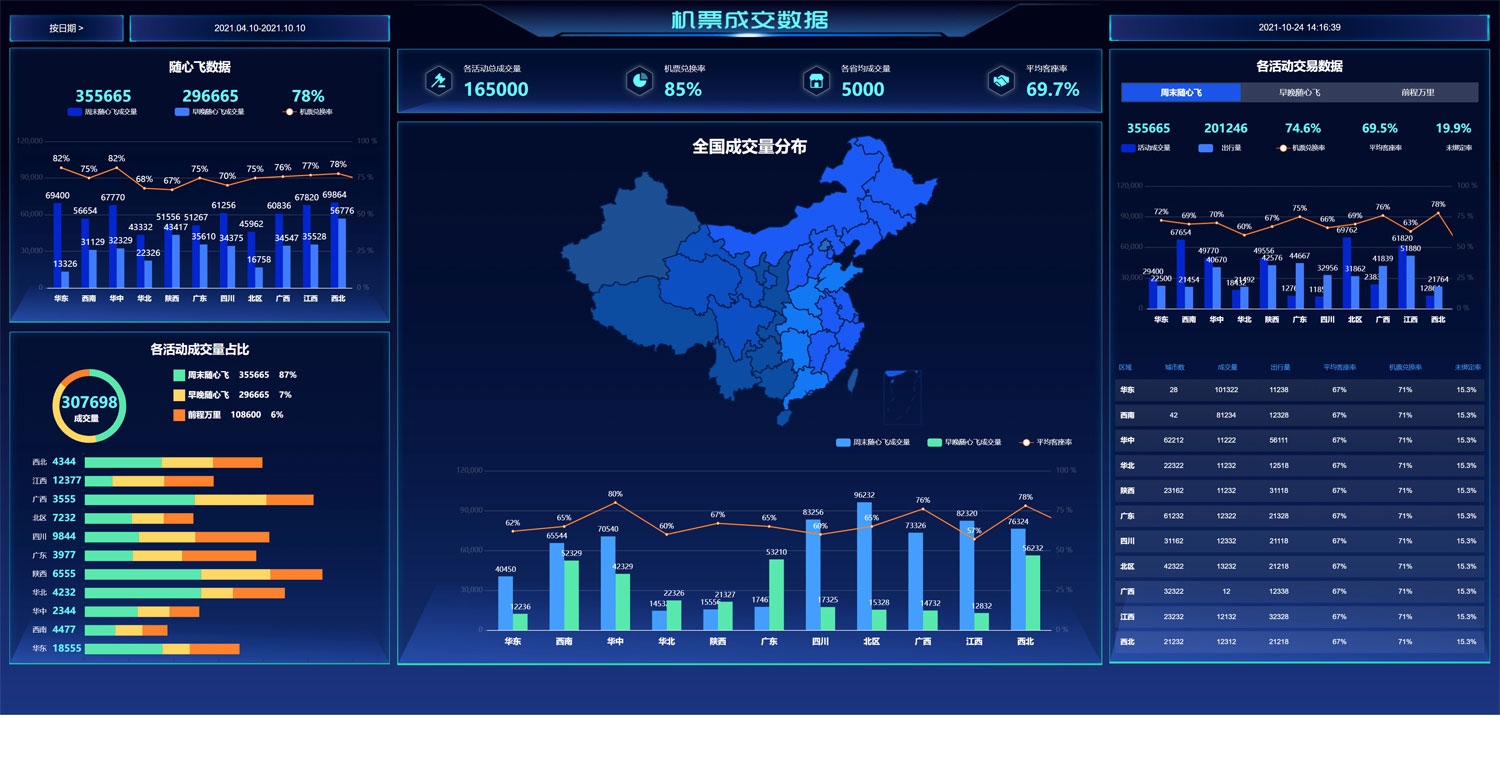 机票成交数据
按日期 >
2021.04.10-2021.10.10
2021-10-24 14:16:39
随心飞数据
355665 296665 78%
周末随心飞成交量 早晚随心飞成交量 机票兑换率
120,000 100 %
90,000 75 %
60,000 50 %
30,000 25 %
0 0 %
82% 75% 82% 68% 67% 75% 70% 75% 76% 77% 78%
69400 56654 67770 43332 51556 51267 61256 45962 60836 67820 69864
13326 31129 32329 22326 43417 35610 34375 16758 34547 35528 56776
华东 西南 华中 华北 陕西 广东 四川 北区 广西 江西 西北
各活动成交量占比
307698
成交量
周末随心飞 355665 87%
早晚随心飞 296665 7%
前程万里 108600 6%
西北 4344
江西 12377
广西 3555
北区 7232
四川 9844
广东 3977
陕西 6555
华北 4232
华中 2344
西南 4477
华东 18555
各活动总成交量
165000
机票兑换率
85%
各省均成交量
5000
平均客座率
69.7%
全国成交量分布
周末随心飞成交量 早晚随心飞成交量 平均客座率
120,000 100 %
90,000 75 %
60,000 50 %
30,000 25 %
0 0 %
62% 65% 80% 60% 67% 65% 60% 65% 76% 57% 78%
40450 65544 70540 14532 15556 1746 83256 96232 73326 82320 76324
12236 52329 42329 22326 21327 53210 17325 15328 14732 12832 56232
华东 西南 华中 华北 陕西 广东 四川 北区 广西 江西 西北
各活动交易数据
周末随心飞 早晚随心飞 前程万里
355665 201246 74.6% 69.5% 19.9%
活动成交量 出行量 机票兑换率 平均客座率 未绑定率
120,000 100 %
90,000 75 %
60,000 50 %
30,000 25 %
0 0 %
72% 69% 70% 60% 67% 75% 66% 69% 76% 63% 78%
29400 67654 49770 49556 69762 61820
22500 21454 40670 21492 42576 44667 32956 31862 41839 51880 21764
华东 西南 华中 华北 陕西 广东 四川 北区 广西 江西 西北
区域 城市数 成交量 出行量 平均客座率 机票兑换率 未绑定率
华东 28 101322 11238 67% 71% 15.3%
西南 42 81234 12328 67% 71% 15.3%
华中 62212 11222 56111 67% 71% 15.3%
华北 22322 11232 12518 67% 71% 15.3%
陕西 23162 11232 31118 67% 71% 15.3%
广东 61232 12322 21328 67% 71% 15.3%
四川 31162 12332 21118 67% 71% 15.3%
北区 42322 13232 21218 67% 71% 15.3%
广西 32322 12 12338 67% 71% 15.3%
江西 23232 12132 32328 67% 71% 15.3%
西北 21232 12312 21218 67% 71% 15.3%